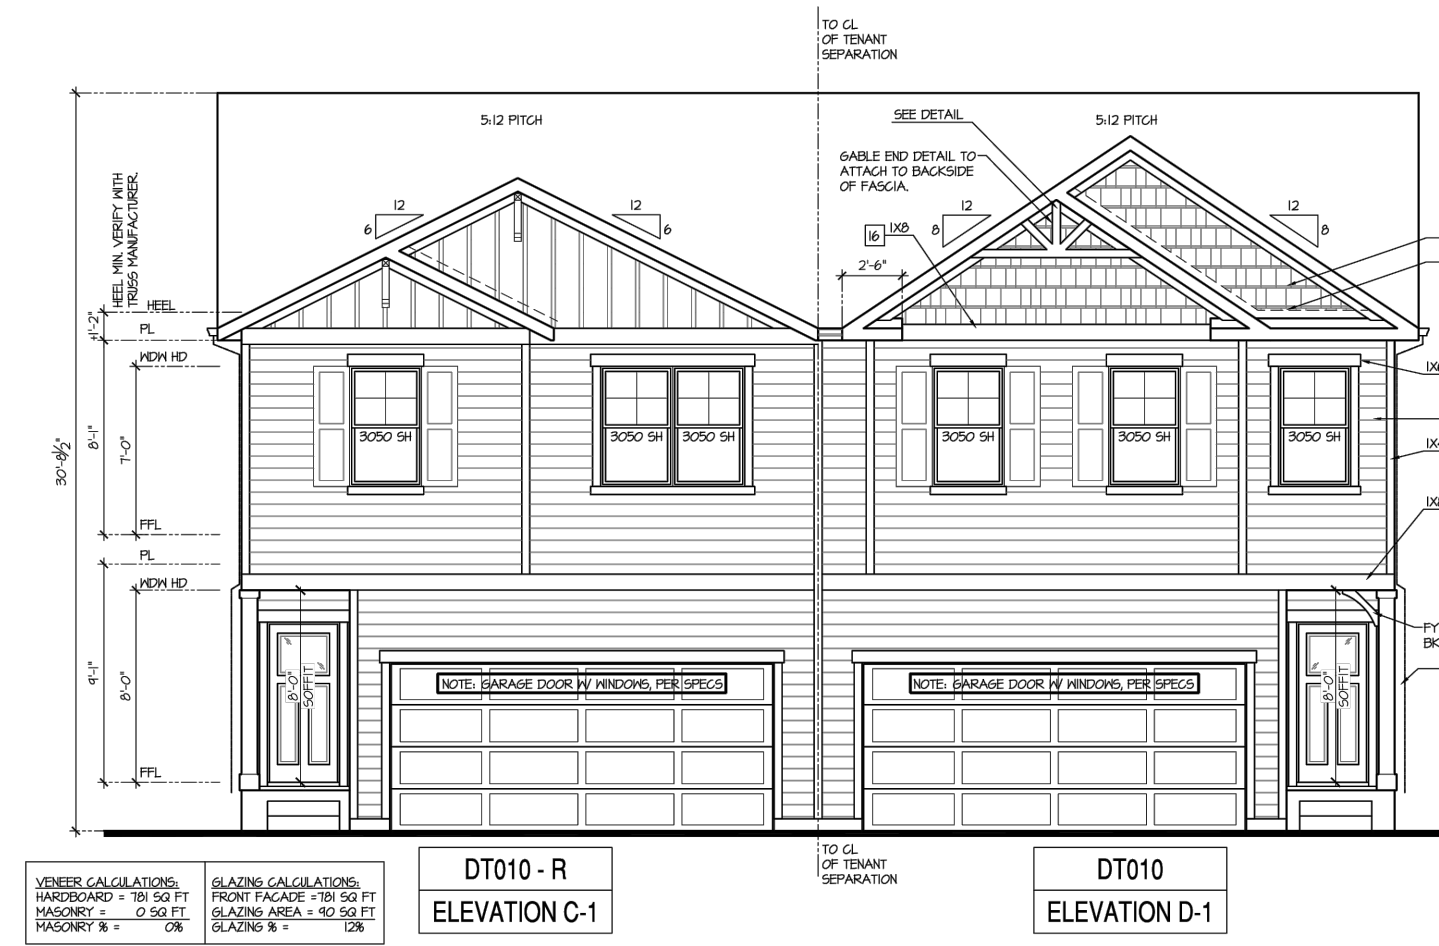 TO CL
OF TENANT
SEPARATION
5:12 PITCH
SEE DETAIL
5:12 PITCH
GABLE END DETAIL TO
ATTACH TO BACKSIDE
OF FASCIA.
HEEL MIN. VERIFY WITH
TRUSS MANUFACTURER.
12
6
12
6
12
8
12
8
16
1X8
2'-6"
HEEL
±1'-2"
PL
WDW HD
8'-1"
7'-0"
30'-8½"
3050 SH
3050 SH
3050 SH
3050 SH
3050 SH
3050 SH
FFL
PL
WDW HD
9'-1"
8'-0"
8'-0"
SOFFIT
8'-0"
SOFFIT
NOTE: GARAGE DOOR W/ WINDOWS, PER SPECS
NOTE: GARAGE DOOR W/ WINDOWS, PER SPECS
FY
BK
FFL
TO CL
OF TENANT
SEPARATION
DT010 - R
ELEVATION C-1
DT010
ELEVATION D-1
VENEER CALCULATIONS:
HARDBOARD = 781 SQ FT
MASONRY = 0 SQ FT
MASONRY % = 0%
GLAZING CALCULATIONS:
FRONT FACADE =781 SQ FT
GLAZING AREA = 90 SQ FT
GLAZING % = 12%